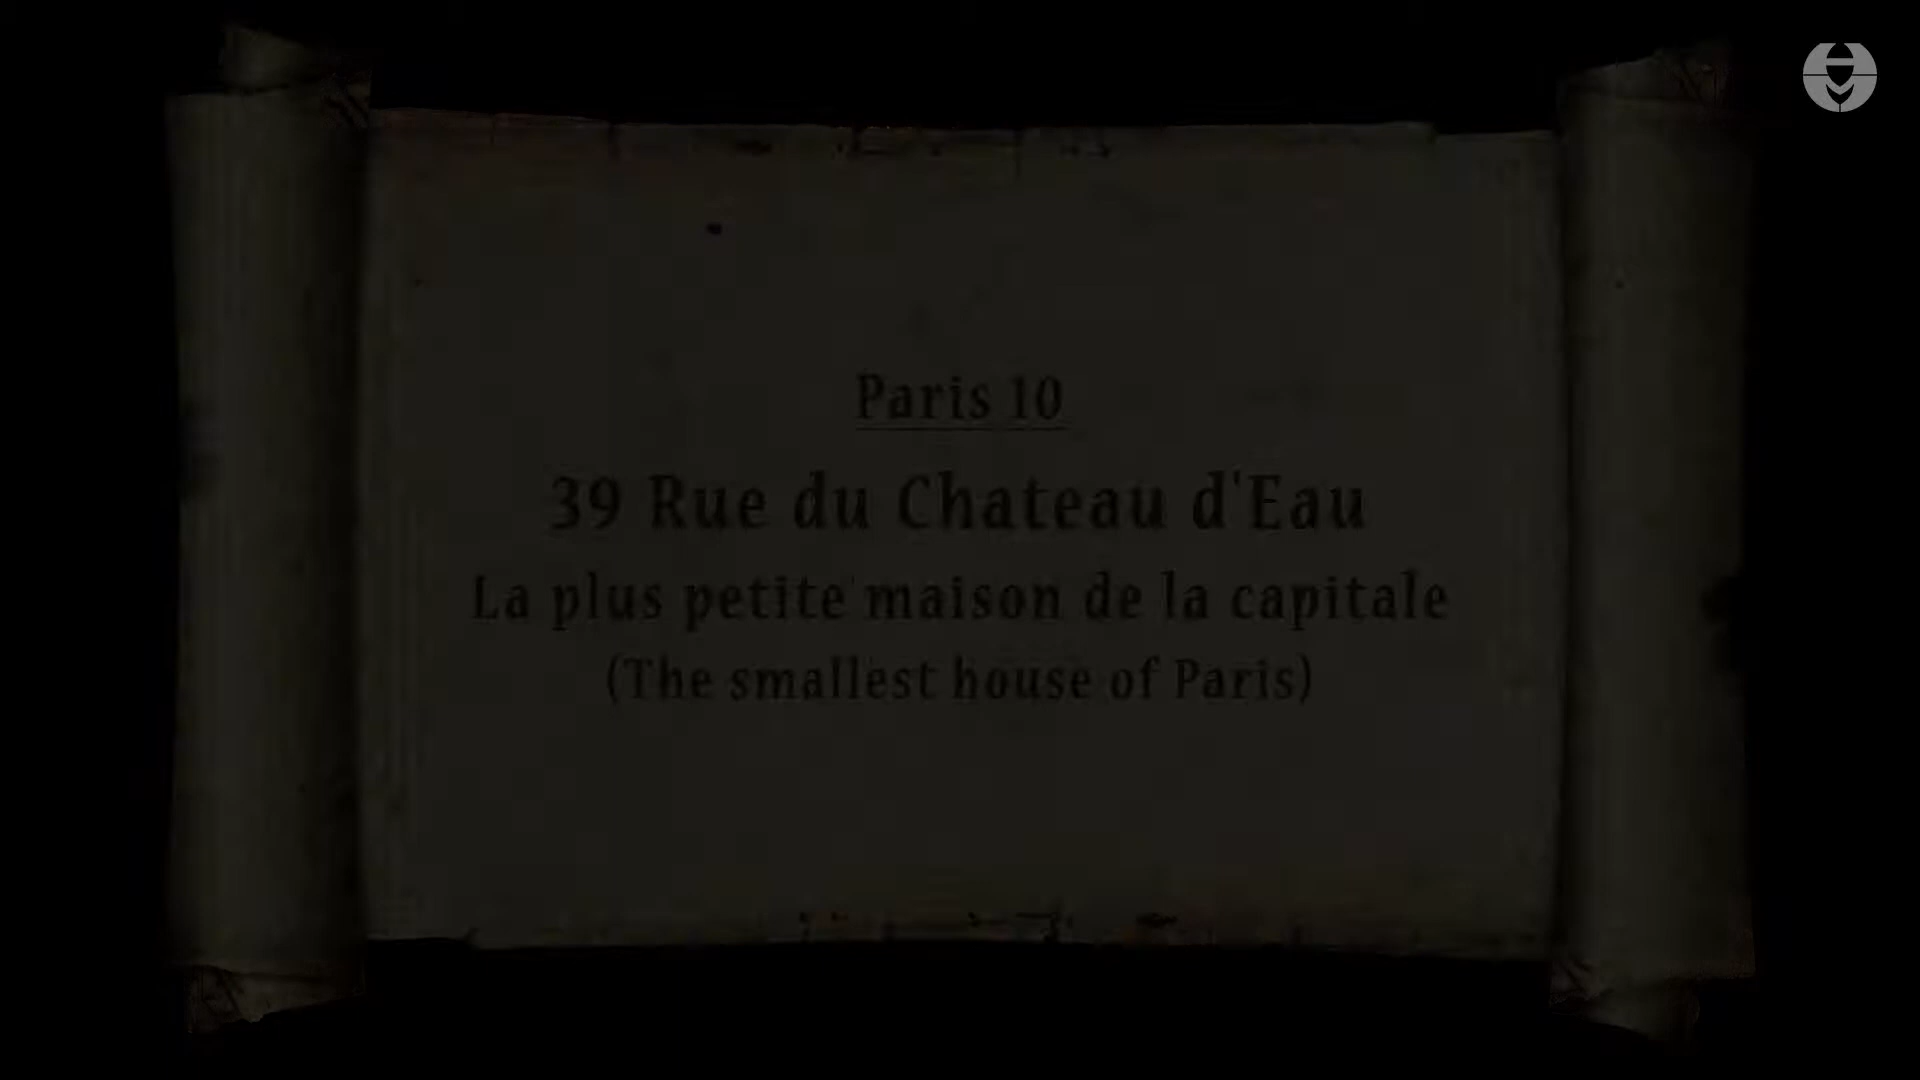 Paris 10
39 Rue du Chateau d'Eau
La plus petite maison de la capitale
(The smallest house of Paris)